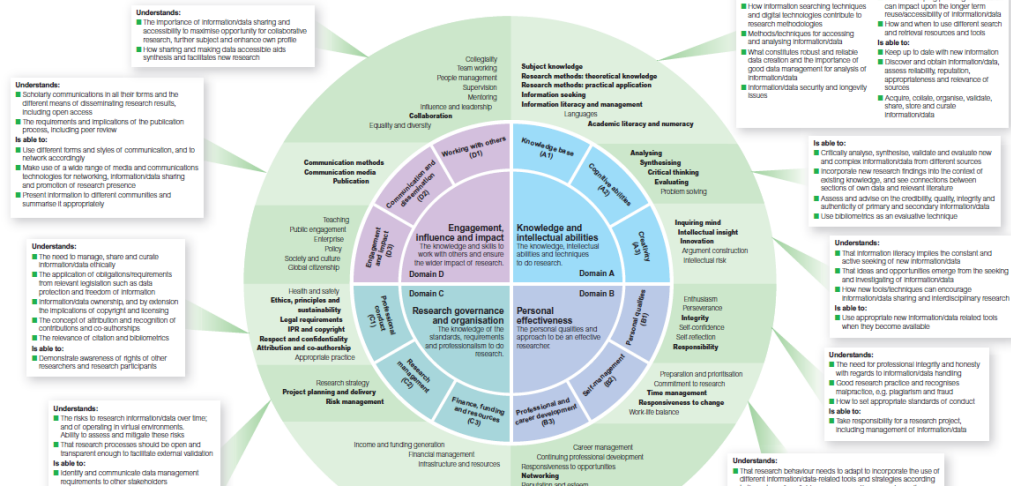 Understands:
■ The importance of information/data sharing and
accessibility to maximise opportunity for collaborative
research, further subject and enhance own profile
■ How sharing and making data accessible aids
synthesis and facilitates new research
Understands:
■ Scholarly communications in all their forms and the
different means of disseminating research results,
including open access
■ The requirements and implications of the publication
process, including peer review
Is able to:
■ Use different forms and styles of communication, and to
network accordingly
■ Make use of a wide range of media and communications
technologies for networking, information/data sharing
and promotion of research presence
■ Present information to different communities and
summarise it appropriately
Understands:
■ The need to manage, share and curate
information/data ethically
■ The application of obligations/requirements
from relevant legislation such as data
protection and freedom of information
■ Information/data ownership, and by extension
the implications of copyright and licensing
■ The concept of attribution and recognition of
contributions and co-authorships
■ The relevance of citation and bibliometrics
Is able to:
■ Demonstrate awareness of rights of other
researchers and research participants
Understands:
■ The risks to research information/data over time;
and of operating in virtual environments.
Ability to assess and mitigate these risks
■ That research processes should be open and
transparent enough to facilitate external validation
Is able to:
■ Identify and communicate data management
requirements to other stakeholders
Collegiality
Team working
People management
Supervision
Mentoring
Influence and leadership
Collaboration
Equality and diversity
Communication methods
Communication media
Publication
Teaching
Public engagement
Enterprise
Policy
Society and culture
Global citizenship
Health and safety
Ethics, principles and
sustainability
Legal requirements
IPR and copyright
Respect and confidentiality
Attribution and co-authorship
Appropriate practice
Research strategy
Project planning and delivery
Risk management
Income and funding generation
Financial management
Infrastructure and resources
Working with others
(D1)
Communication and
dissemination
(D2)
Engagement
and impact
(D3)
Engagement,
influence and impact
The knowledge and skills to
work with others and ensure
the wider impact of research.
Domain D
Domain C
Research governance
and organisation
The knowledge of the
standards, requirements
and professionalism to do
research.
Professional
conduct
(C1)
Research
management
(C2)
Finance, funding
and resources
(C3)
Knowledge base
(A1)
Cognitive abilities
(A2)
Creativity
(A3)
Knowledge and
intellectual abilities
The knowledge, intellectual
abilities and techniques
to do research.
Domain A
Domain B
Personal
effectiveness
The personal qualities and
approach to be an effective
researcher.
Personal qualities
(B1)
Self-management
(B2)
Professional and
career development
(B3)
Subject knowledge
Research methods: theoretical knowledge
Research methods: practical application
Information seeking
Information literacy and management
Languages
Academic literacy and numeracy
Analysing
Synthesising
Critical thinking
Evaluating
Problem solving
Inquiring mind
Intellectual insight
Innovation
Argument construction
Intellectual risk
Enthusiasm
Perseverance
Integrity
Self-confidence
Self-reflection
Responsibility
Preparation and prioritisation
Commitment to research
Time management
Responsiveness to change
Work-life balance
Career management
Continuing professional development
Responsiveness to opportunities
Networking
Reputation and esteem
■ How information searching techniques
and digital technologies contribute to
research methodologies
■ Methods/techniques for accessing
and analysing information/data
■ What constitutes robust and reliable
data creation and the importance of
good data management for analysis of
information/data
■ Information/data security and longevity
issues
can impact upon the longer term
reuse/accessibility of information/data
■ How and when to use different search
and retrieval resources and tools
Is able to:
■ Keep up to date with new information
■ Discover and obtain information/data,
assess reliability, reputation,
appropriateness and relevance of
sources
■ Acquire, collate, organise, validate,
share, store and curate
information/data
Is able to:
■ Critically analyse, synthesise, validate and evaluate new
and complex information/data from different sources
■ Incorporate new research findings into the context of
existing knowledge, and see connections between
sections of own data and relevant literature
■ Assess and advise on the credibility, quality, integrity and
authenticity of primary and secondary information/data
■ Use bibliometrics as an evaluative technique
Understands:
■ That information literacy implies the constant and
active seeking of new information/data
■ That ideas and opportunities emerge from the seeking
and investigating of information/data
■ How new tools/techniques can encourage
information/data sharing and interdisciplinary research
Is able to:
■ Use appropriate new information/data related tools
when they become available
Understands:
■ The need for professional integrity and honesty
with regards to information/data handling
■ Good research practice and recognises
malpractice, e.g. plagiarism and fraud
■ How to set appropriate standards of conduct
Is able to:
■ Take responsibility for a research project,
including management of information/data
Understands:
■ That research behaviour needs to adapt to incorporate the use of
different information/data-related tools and strategies according